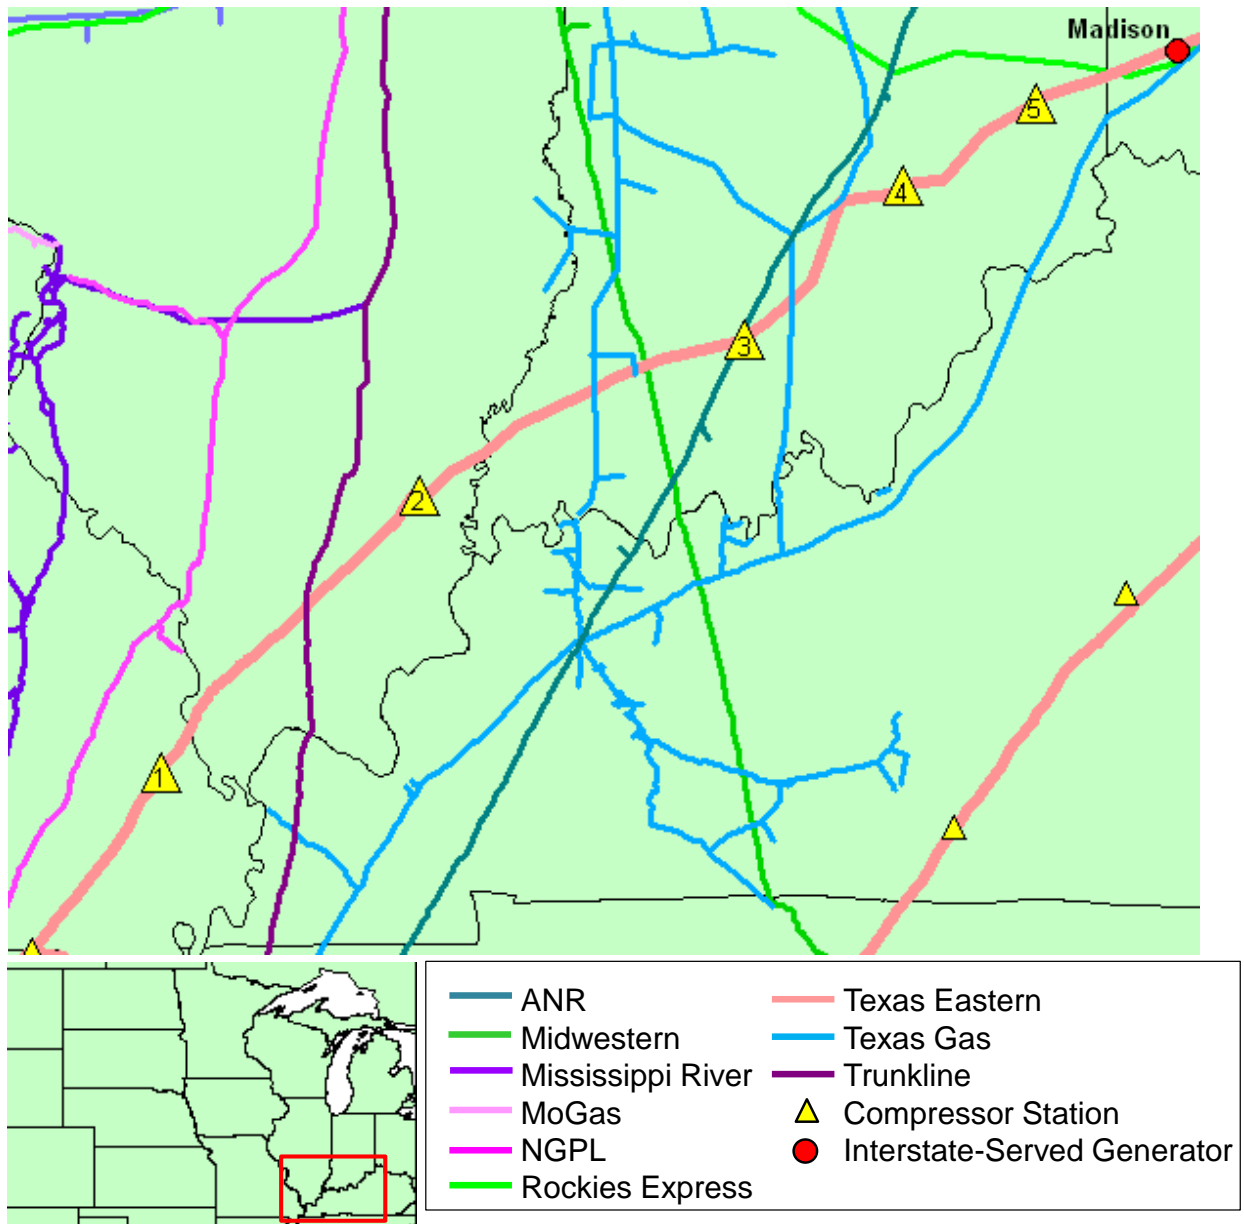 Madison
5
4
3
2
1
ANR
Midwestern
Mississippi River
MoGas
NGPL
Rockies Express
Texas Eastern
Texas Gas
Trunkline
Compressor Station
Interstate-Served Generator